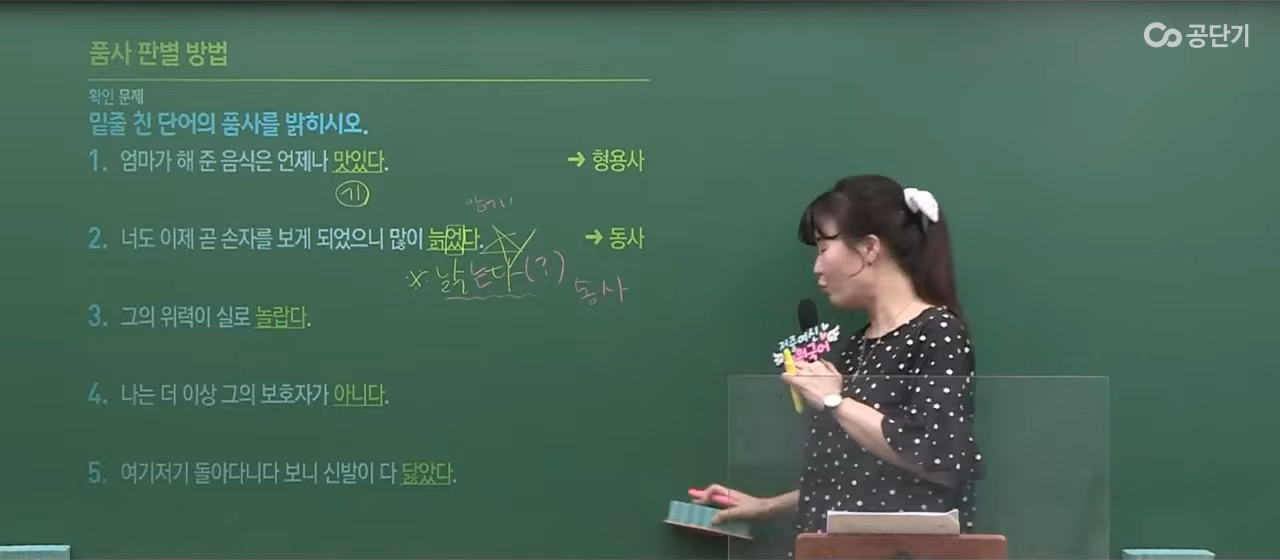 공단기
품사 판별 방법
확인 문제
밑줄 친 단어의 품사를 밝히시오.
1. 엄마가 해 준 음식은 언제나 맛있다. → 형용사
기
2. 너도 이제 곧 손자를 보게 되었으니 많이 늙었다. → 동사
※ 는다 (?) 동사
3. 그의 위력이 실로 놀랍다.
4. 나는 더 이상 그의 보호자가 아니다.
5. 여기저기 돌아다니다 보니 신발이 다 닳았다.